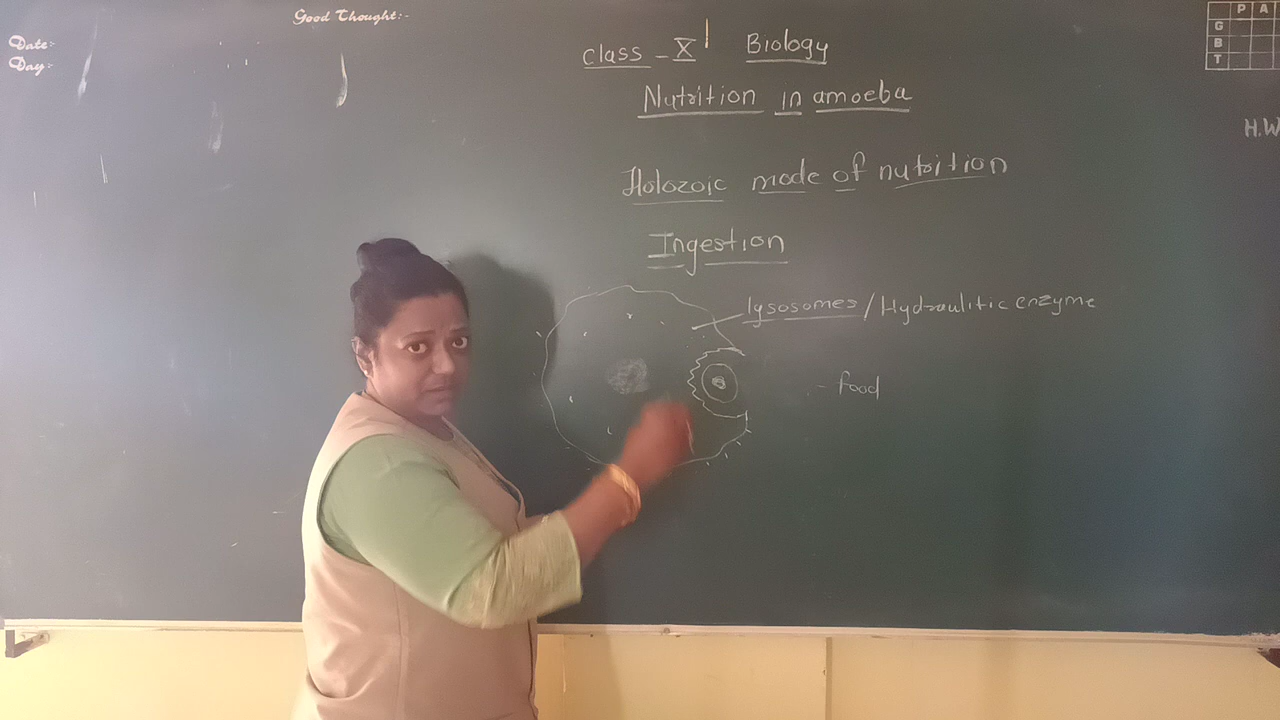 Good Thought:-
Date:-
Day:-
P A
G
B
T
H.W
Class - X Biology
Nutrition in amoeba
Holozoic mode of nutrition
Ingestion
lysosomes / Hydraulitic enzyme
- food